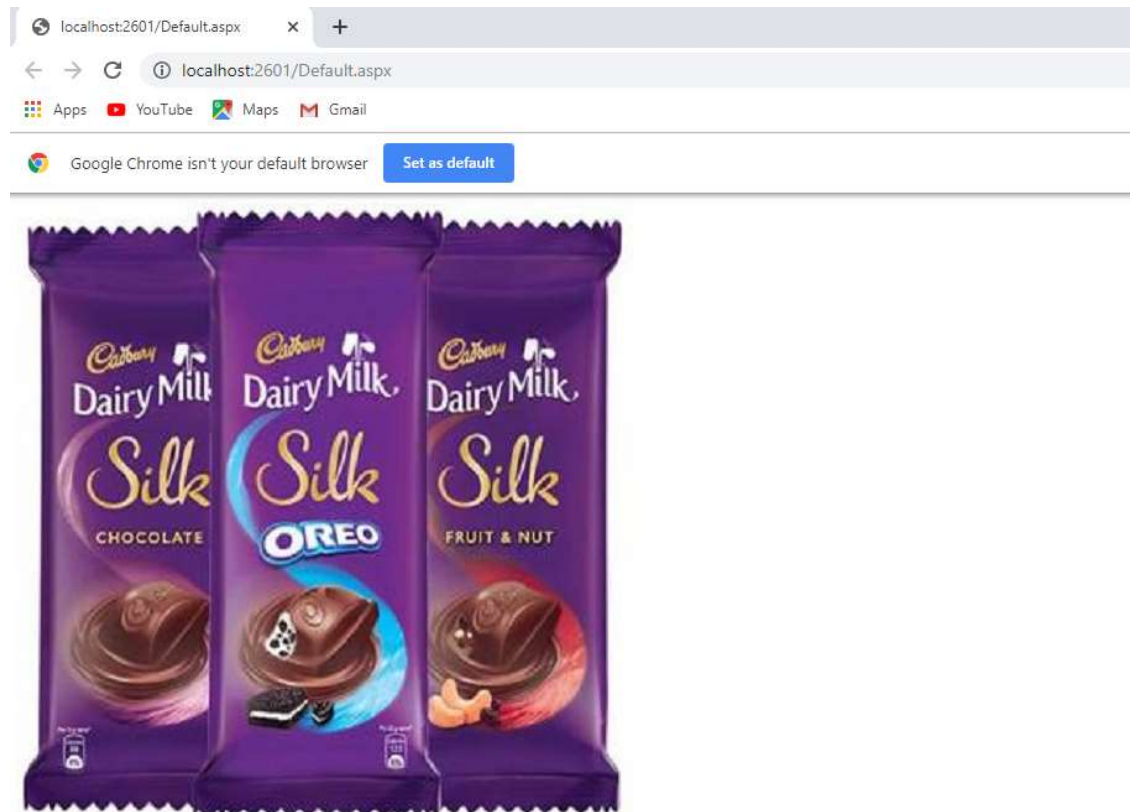 localhost:2601/Default.aspx
localhost:2601/Default.aspx
Apps YouTube Maps Gmail
Google Chrome isn't your default browser Set as default
Cadbury
Dairy Milk
Silk
CHOCOLATE
Cadbury
Dairy Milk
Silk
OREO
Cadbury
Dairy Milk
Silk
FRUIT & NUT